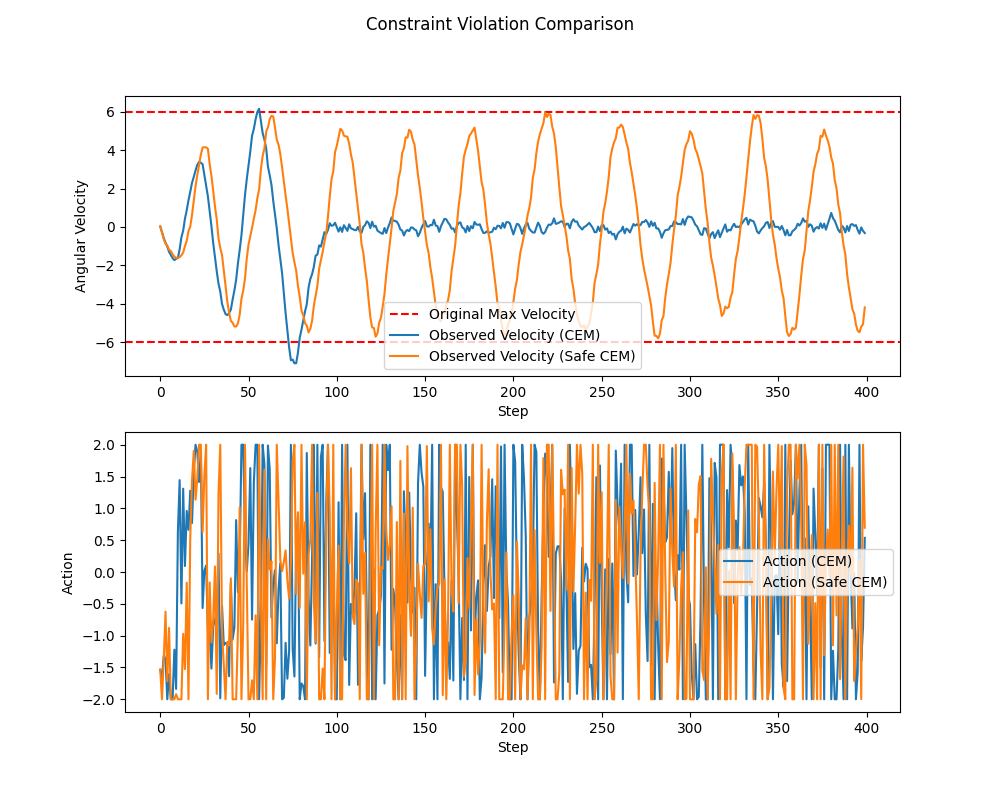 Constraint Violation Comparison
6
4
2
0
−2
−4
−6
Angular Velocity
Original Max Velocity
Observed Velocity (CEM)
Observed Velocity (Safe CEM)
0 50 100 150 200 250 300 350 400
Step
2.0
1.5
1.0
0.5
0.0
−0.5
−1.0
−1.5
−2.0
Action
Action (CEM)
Action (Safe CEM)
0 50 100 150 200 250 300 350 400
Step